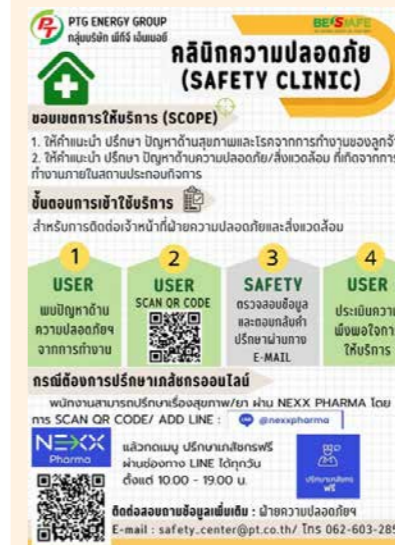 PTG ENERGY GROUP
กลุ่มบริษัท พีทีจี เอ็นเนอยี
BE SAFE
คลินิกความปลอดภัย
(SAFETY CLINIC)
ขอบเขตการให้บริการ (SCOPE)
1. ให้คำแนะนำ ปรึกษา ปัญหาด้านสุขภาพและโรคจากการทำงานของลูกจ้
2. ให้คำแนะนำ ปรึกษา ปัญหาด้านความปลอดภัย/สิ่งแวดล้อม ที่เกิดจากการ
ทำงานภายในสถานประกอบกิจการ
ขั้นตอนการเข้าใช้บริการ
สำหรับการติดต่อเจ้าหน้าที่ฝ่ายความปลอดภัยและสิ่งแวดล้อม
1 2 3 4
USER USER SAFETY USER
พบปัญหาด้าน
ความปลอดภัยฯ
จากการทำงาน
SCAN QR CODE
ตรวจสอบข้อมูล
และตอบกลับคำ
ปรึกษาผ่านทาง
E-MAIL
ประเมินความ
พึงพอใจกา
ให้บริการ
กรณีต้องการปรึกษาเภสัชกรออนไลน์
พนักงานสามารถปรึกษาเรื่องสุขภาพ/ยา ผ่าน NEXX PHARMA โดย
การ SCAN QR CODE/ ADD LINE : @nexxpharma
NEXX
Pharma
แล้วกดเมนู ปรึกษาเภสัชกรฟรี
ผ่านช่องทาง LINE ได้ทุกวัน
ตั้งแต่ 10.00 - 19.00 น.
ปรึกษาเภสัชกร
ฟรี
ติดต่อสอบถามข้อมูลเพิ่มเติม : ฝ่ายความปลอดภัยฯ
E-mail : safety_center@pt.co.th/ โทร 062-603-285